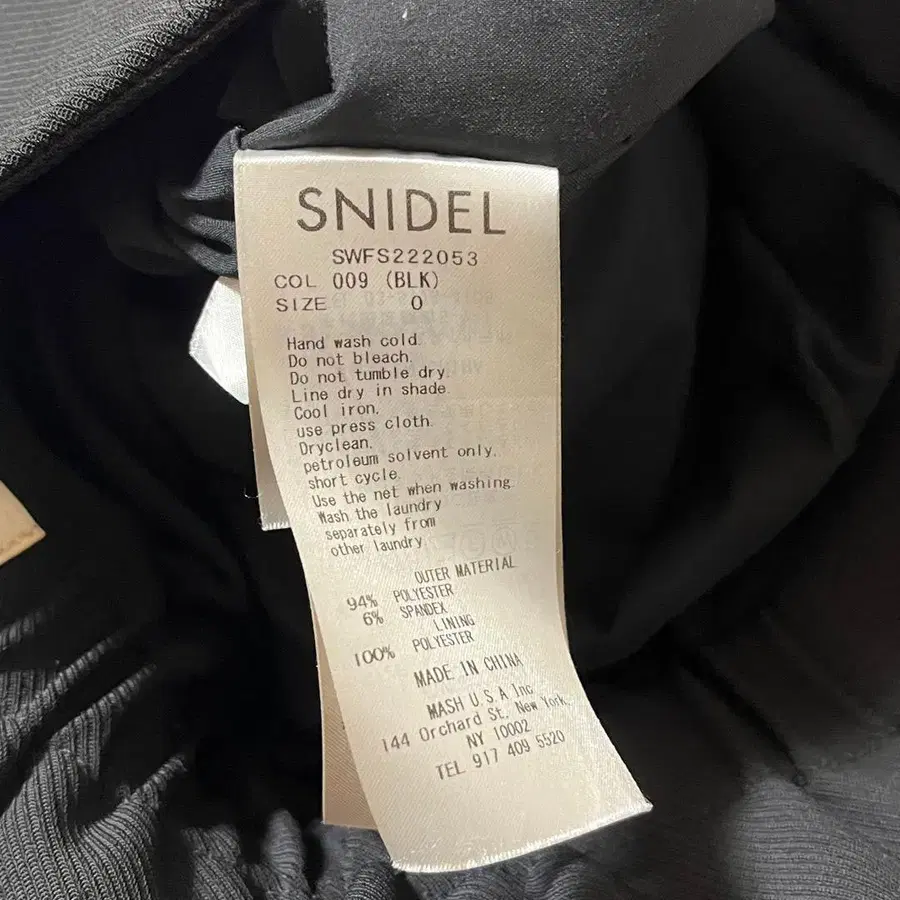 SNIDEL
SWFS222053
COL 009 (BLK)
SIZE 0
Hand wash cold.
Do not bleach.
Do not tumble dry.
Line dry in shade.
Cool iron.
use press cloth.
Dryclean.
petroleum solvent only.
short cycle.
Use the net when washing.
Wash the laundry
separately from
other laundry.
OUTER MATERIAL
94% POLYESTER
6% SPANDEX
LINING
100% POLYESTER
MADE IN CHINA
MASH U.S.A Inc
144 Orchard St, New York,
NY 10002
TEL 917 409 5520